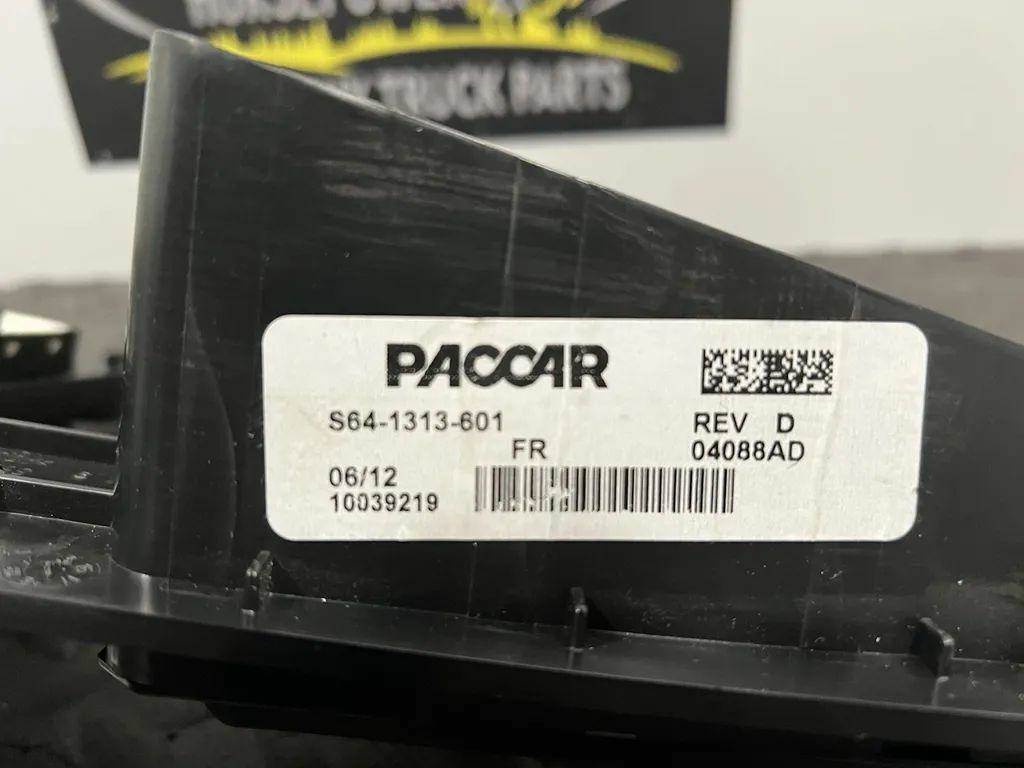 TRUCK PARTS
PACCAR
S64-1313-601
REV D
FR
04088AD
06/12
10039219